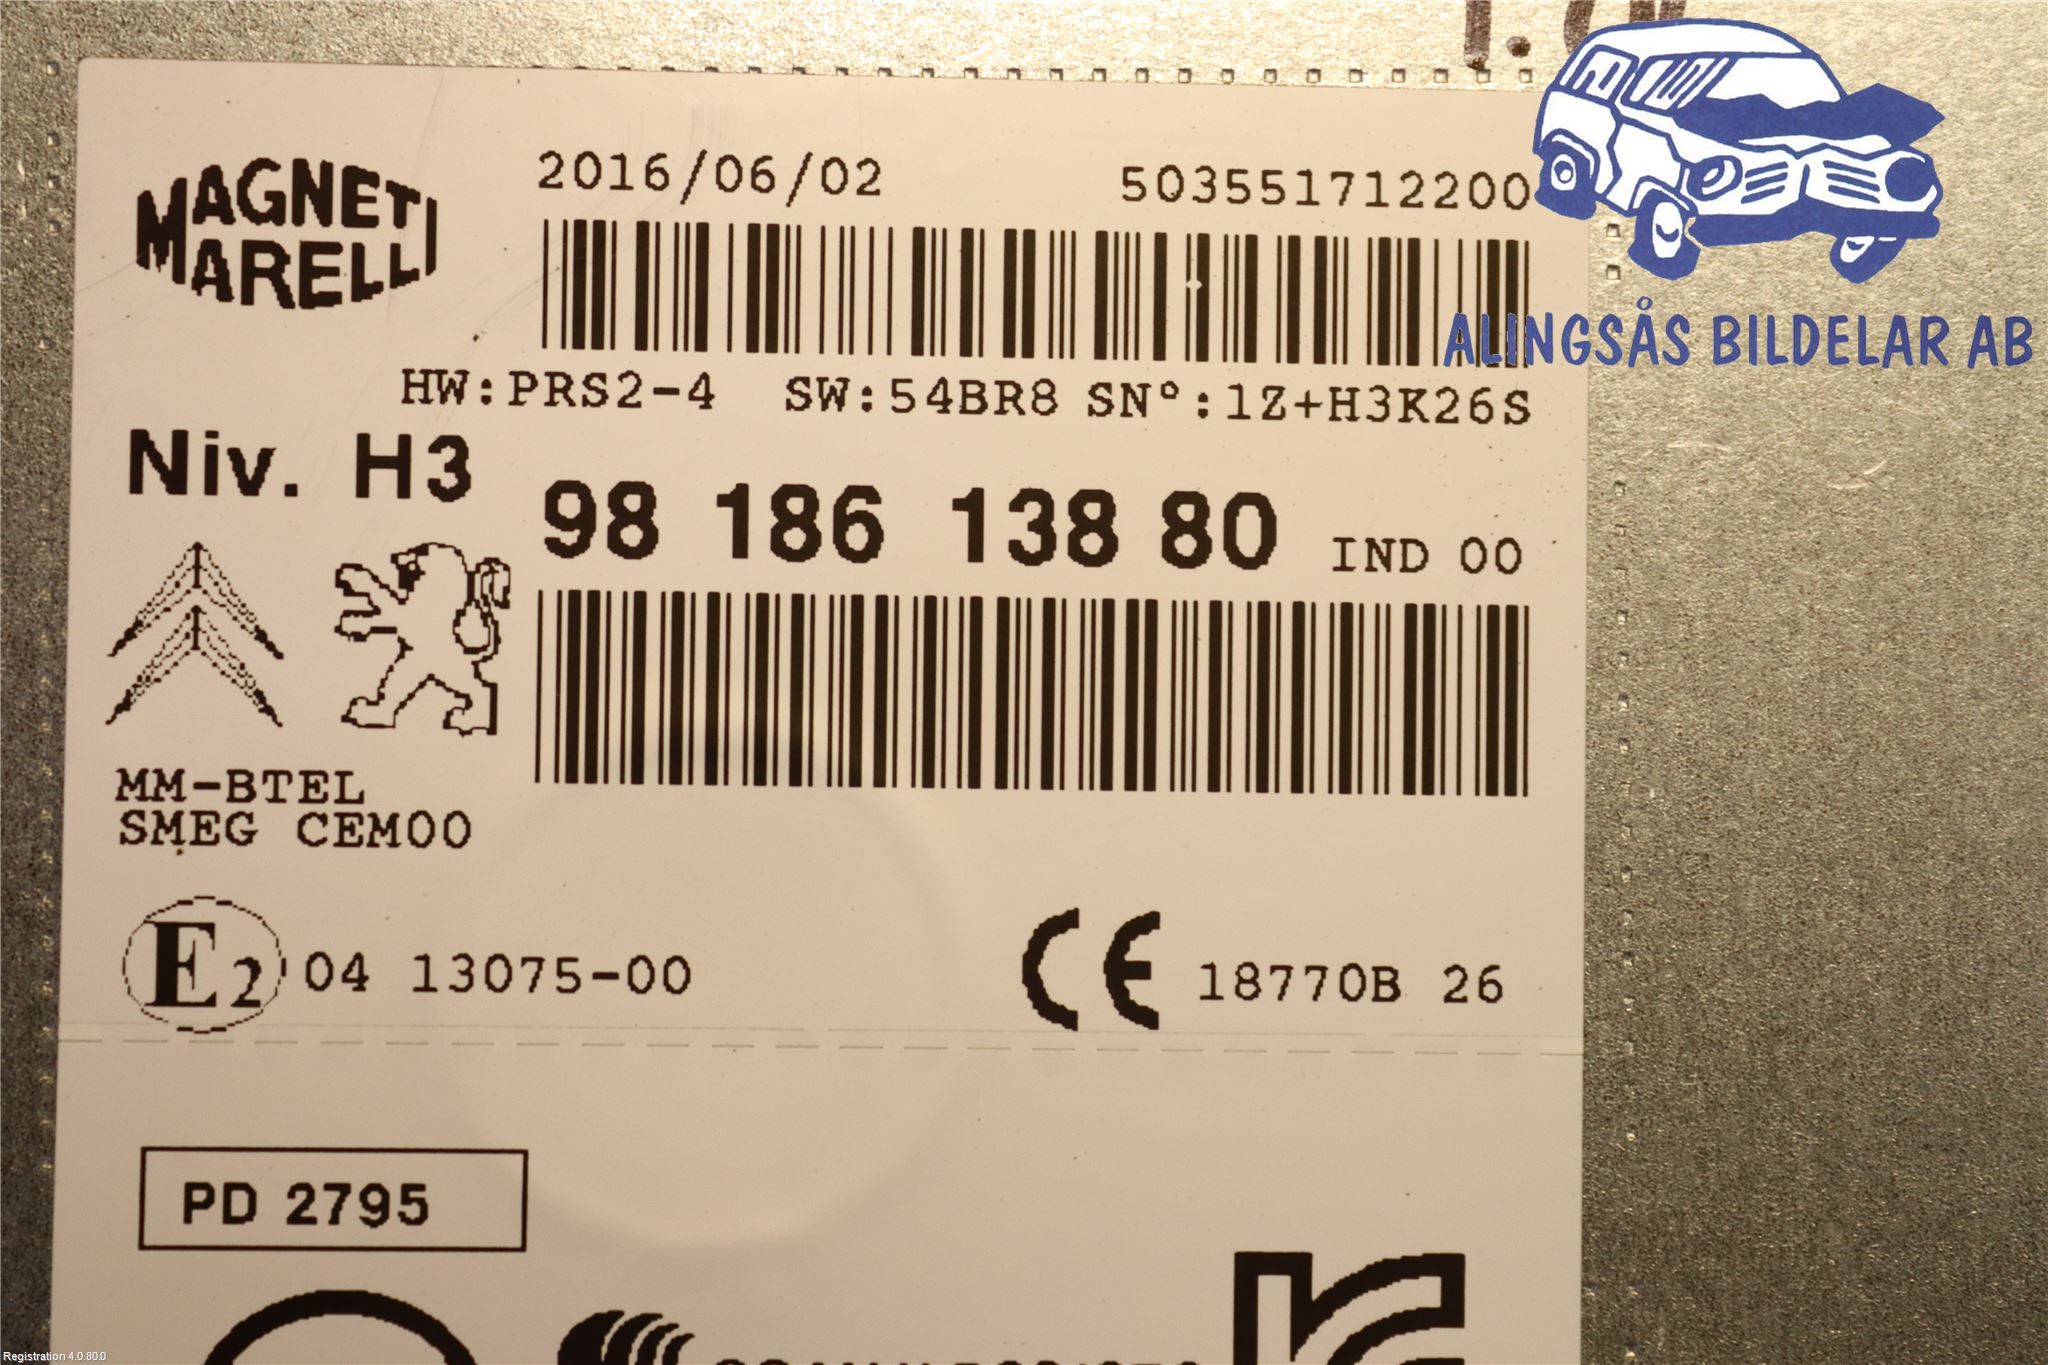 MAGNETI
MARELLI
2016/06/02 503551712200
HW:PRS2-4 SW:54BR8 SN°:1Z+H3K26S
Niv. H3
98 186 138 80 IND 00
MM-BTEL
SMEG CEM00
E2 04 13075-00
CE 18770B 26
PD 2795
ALINGSÅS BILDELAR AB
Registration 4.0.80.0